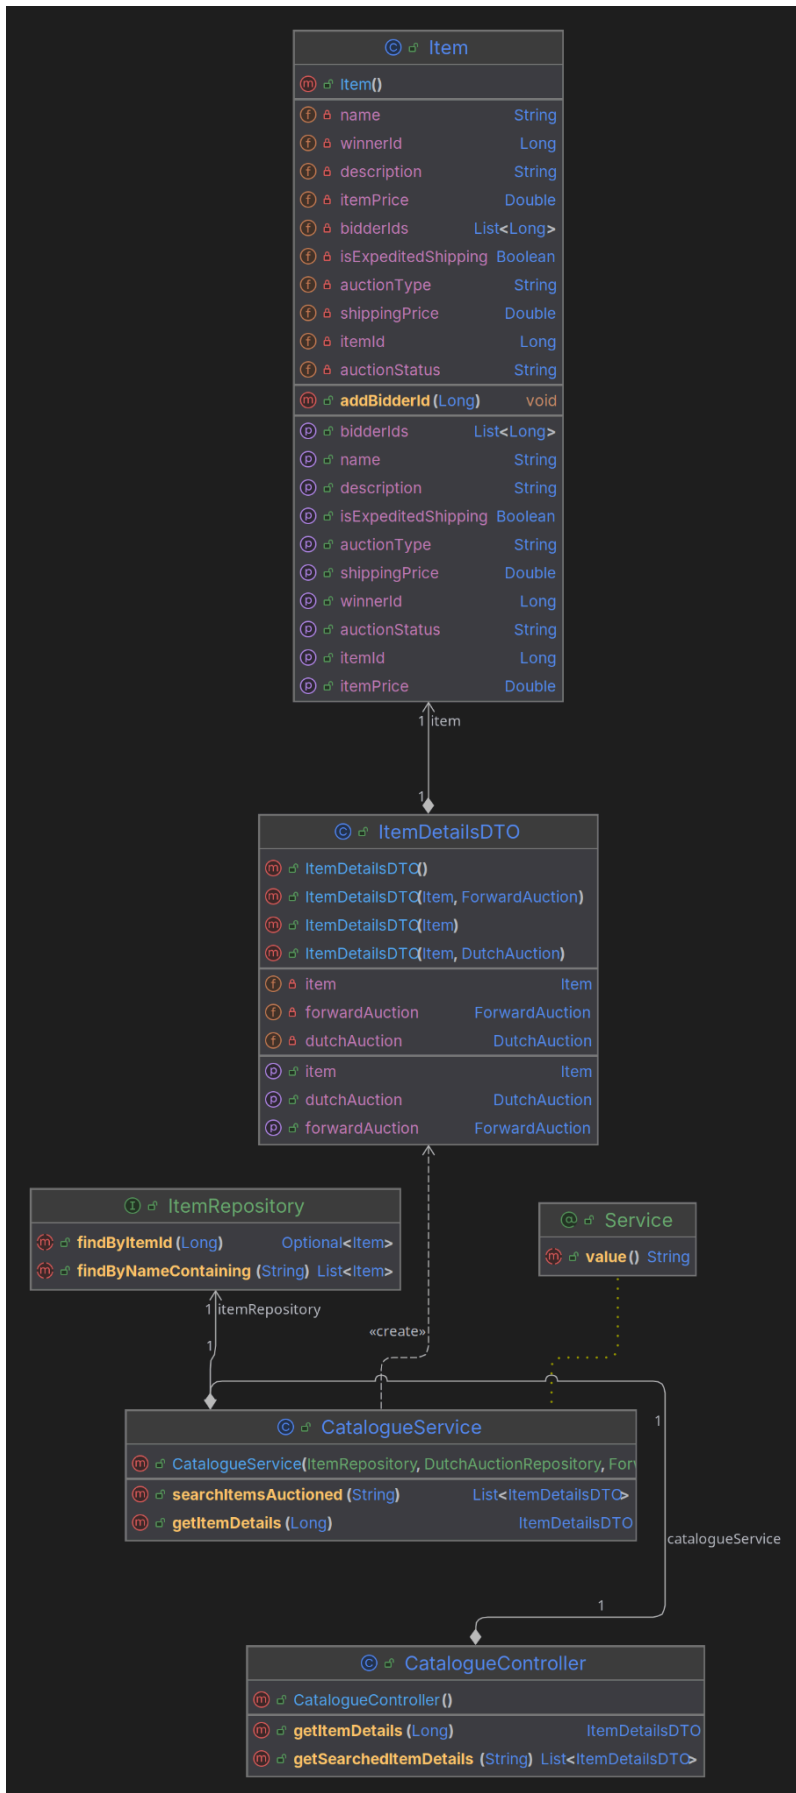 Item
Item()
name String
winnerId Long
description String
itemPrice Double
bidderIds List<Long>
isExpeditedShipping Boolean
auctionType String
shippingPrice Double
itemId Long
auctionStatus String
addBidderId(Long) void
bidderIds List<Long>
name String
description String
isExpeditedShipping Boolean
auctionType String
shippingPrice Double
winnerId Long
auctionStatus String
itemId Long
itemPrice Double
1 item
1
ItemDetailsDTO
ItemDetailsDTO()
ItemDetailsDTO(Item, ForwardAuction)
ItemDetailsDTO(Item)
ItemDetailsDTO(Item, DutchAuction)
item Item
forwardAuction ForwardAuction
dutchAuction DutchAuction
item Item
dutchAuction DutchAuction
forwardAuction ForwardAuction
ItemRepository
findByItemId(Long) Optional<Item>
findByNameContaining(String) List<Item>
Service
value() String
1 itemRepository
«create»
1
1
CatalogueService
CatalogueService(ItemRepository, DutchAuctionRepository, For
searchItemsAuctioned(String) List<ItemDetailsDTO>
getItemDetails(Long) ItemDetailsDTO
catalogueService
1
CatalogueController
CatalogueController()
getItemDetails(Long) ItemDetailsDTO
getSearchedItemDetails(String) List<ItemDetailsDTO>